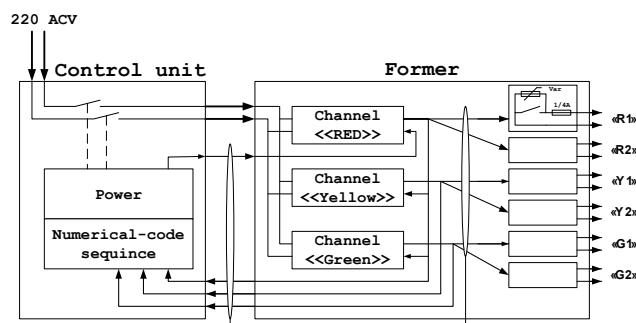 220 ACV
Control unit
Former
Var
1/4A
Channel
<<RED>>
«R1»
«R2»
Power
Channel
<<Yellow>>
«Y1»
«Y2»
Numerical-code
sequince
Channel
<<Green>>
«G1»
«G2»